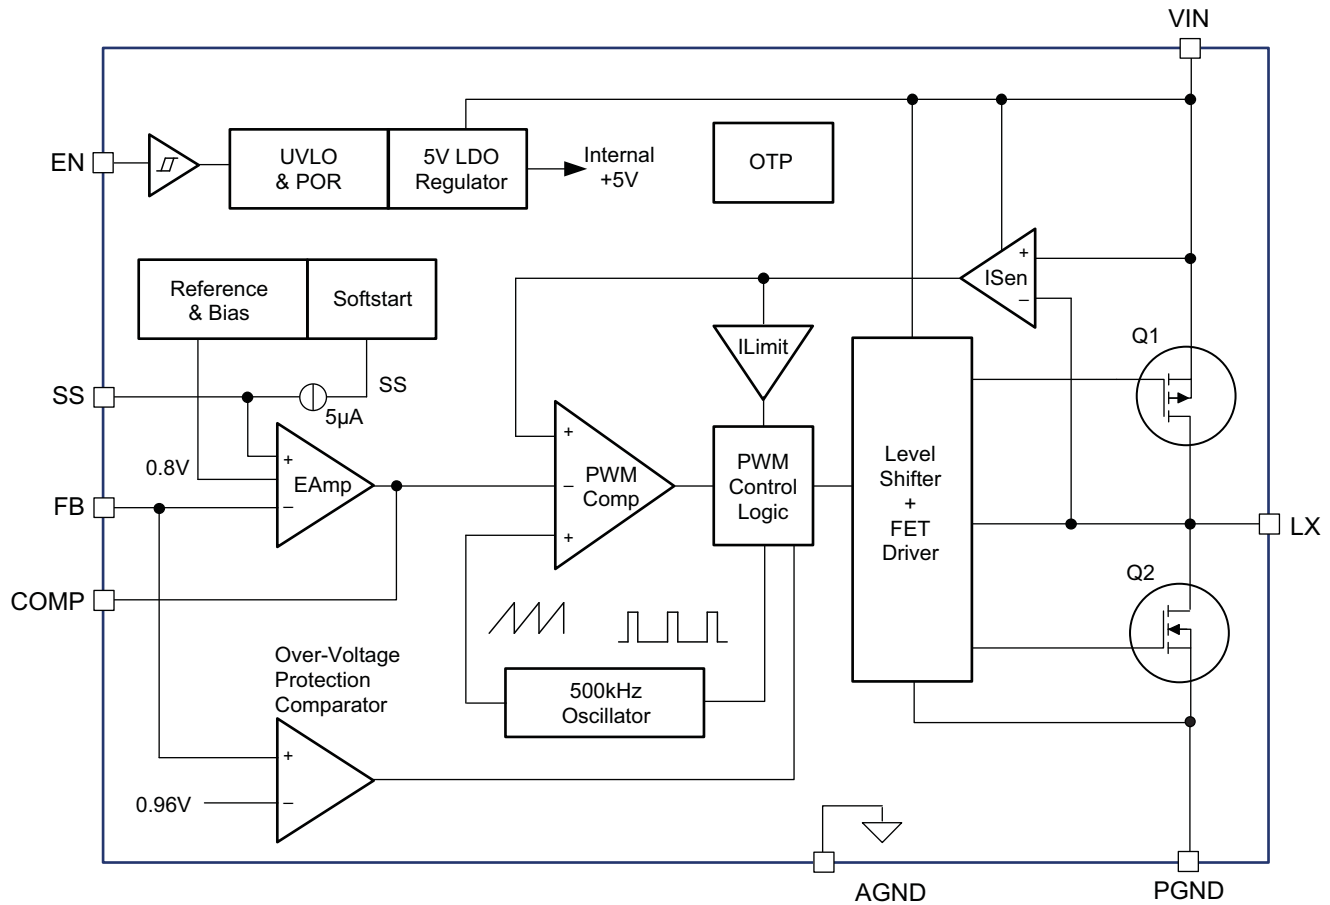 VIN
EN
UVLO
& POR
5V LDO
Regulator
Internal
+5V
OTP
Reference
& Bias
Softstart
+
ISen
–
ILimit
Q1
SS
SS
5µA
0.8V
+
EAmp
–
FB
+
–
+
PWM
Comp
PWM
Control
Logic
Level
Shifter
+
FET
Driver
LX
Q2
COMP
Over-Voltage
Protection
Comparator
500kHz
Oscillator
+
–
0.96V
AGND
PGND